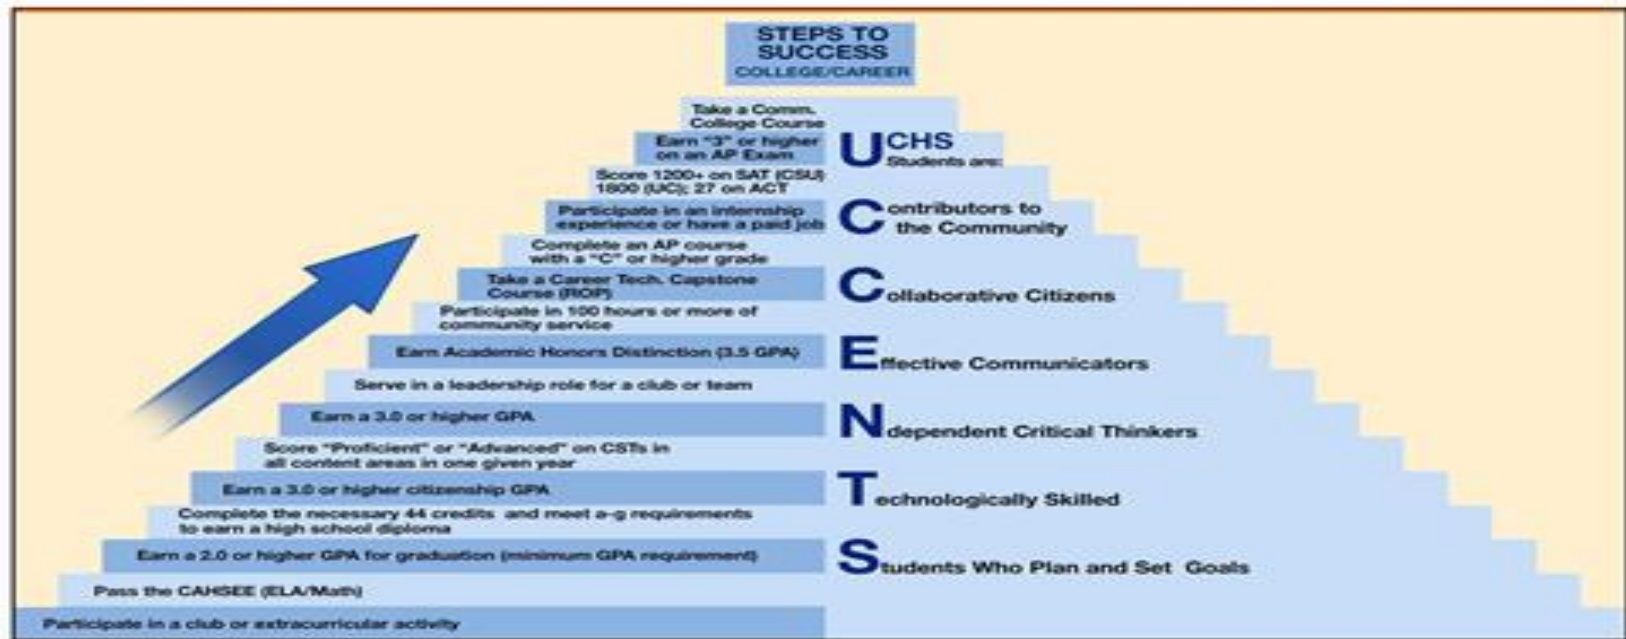 STEPS TO
SUCCESS
COLLEGE/CAREER
Take a Comm.
College Course
Earn "3" or higher
on an AP Exam
Score 1200+ on SAT (CSU)
1800 (UC); 27 on ACT
Participate in an internship
experience or have a paid job
Complete an AP course
with a "C" or higher grade
Take a Career Tech. Capstone
Course (ROP)
Participate in 100 hours or more of
community service
Earn Academic Honors Distinction (3.5 GPA)
Serve in a leadership role for a club or team
Earn a 3.0 or higher GPA
Score "Proficient" or "Advanced" on CSTs in
all content areas in one given year
Earn a 3.0 or higher citizenship GPA
Complete the necessary 44 credits and meet a-g requirements
to earn a high school diploma
Earn a 2.0 or higher GPA for graduation (minimum GPA requirement)
Pass the CAHSEE (ELA/Math)
Participate in a club or extracurricular activity
UCHS
Students are:
Contributors to
the Community
Collaborative Citizens
Effective Communicators
Ndependent Critical Thinkers
Technologically Skilled
Students Who Plan and Set Goals